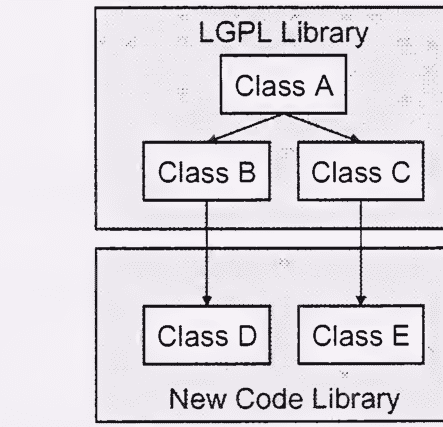 LGPL Library
Class A
Class B Class C
Class D Class E
New Code Library